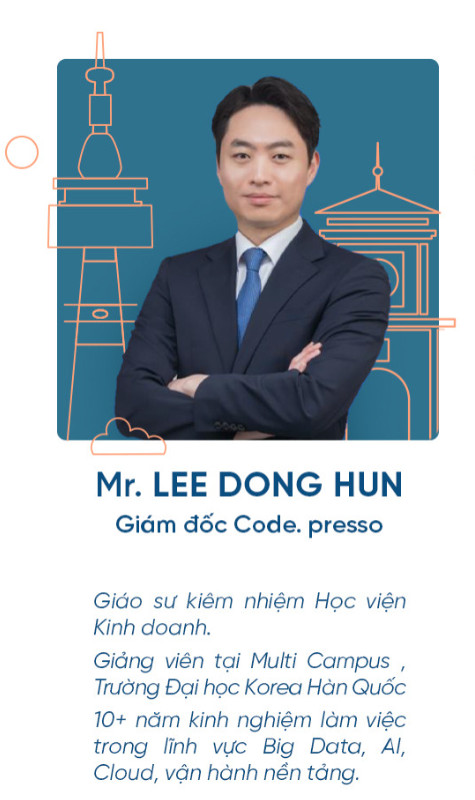 Mr. LEE DONG HUN
Giám đốc Code. presso
Giáo sư kiêm nhiệm Học viện
Kinh doanh.
Giảng viên tại Multi Campus ,
Trường Đại học Korea Hàn Quốc
10+ năm kinh nghiệm làm việc
trong lĩnh vực Big Data, AI,
Cloud, vận hành nền tảng.